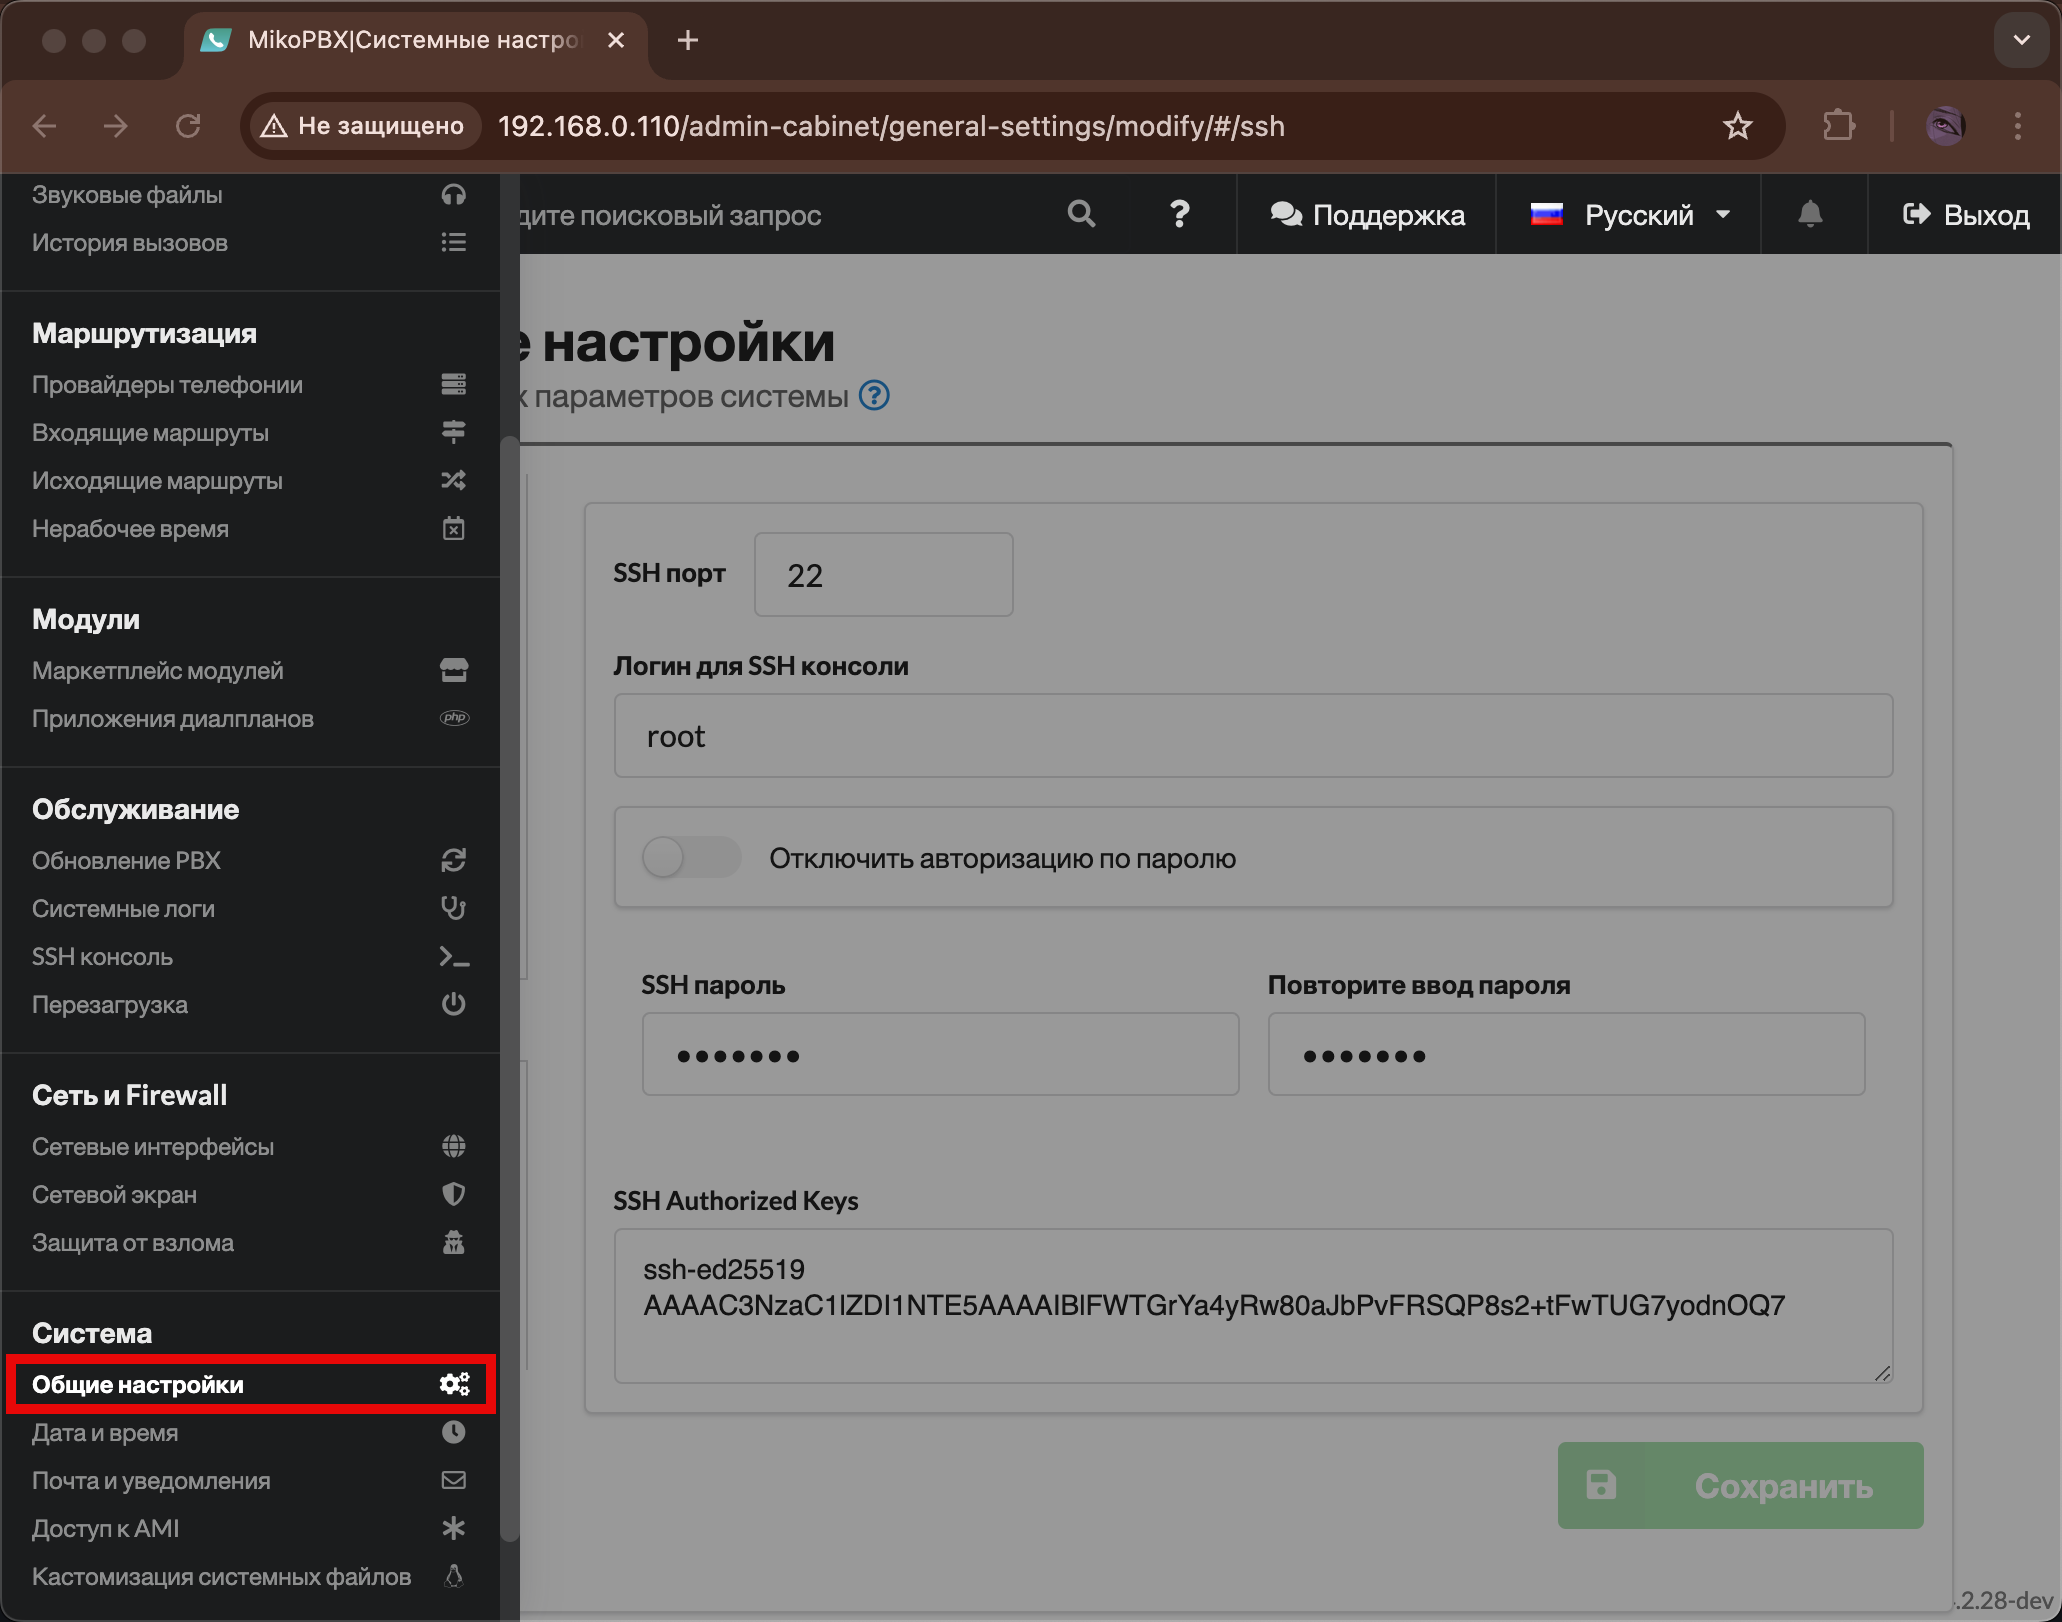 MikoPBX|Системные настро
Не защищено
192.168.0.110/admin-cabinet/general-settings/modify/#/ssh
Звуковые файлы
История вызовов
Маршрутизация
Провайдеры телефонии
Входящие маршруты
Исходящие маршруты
Нерабочее время
Модули
Маркетплейс модулей
Приложения диалпланов
php
Обслуживание
Обновление PBX
Системные логи
SSH консоль
Перезагрузка
Сеть и Firewall
Сетевые интерфейсы
Сетевой экран
Защита от взлома
Система
Общие настройки
Дата и время
Почта и уведомления
Доступ к AMI
Кастомизация системных файлов
дите поисковый запрос
?
Поддержка
Русский
Выход
е настройки
х параметров системы ?
SSH порт
22
Логин для SSH консоли
root
Отключить авторизацию по паролю
SSH пароль
•••••••
Повторите ввод пароля
•••••••
SSH Authorized Keys
ssh-ed25519
AAAAC3NzaC1lZDI1NTE5AAAAIBlFWTGrYa4yRw80aJbPvFRSQP8s2+tFwTUG7yodnOQ7
Сохранить
.2.28-dev